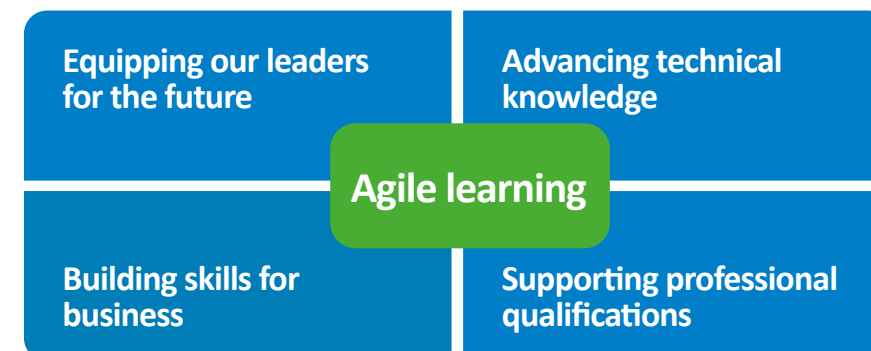 Equipping our leaders
for the future
Advancing technical
knowledge
Agile learning
Building skills for
business
Supporting professional
qualifications